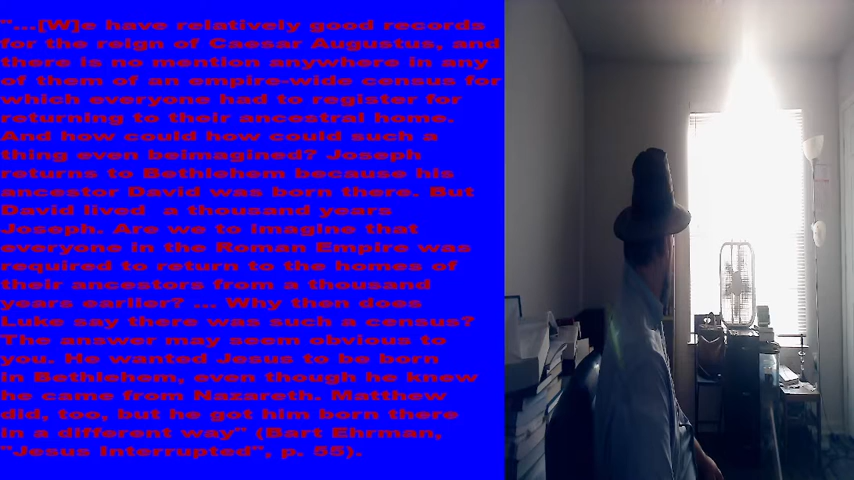 "...[W]e have relatively good records
for the reign of Caesar Augustus, and
there is no mention anywhere in any
of them of an empire-wide census for
which everyone had to register for
returning to their ancestral home.
And how could how could such a
thing even beimagined? Joseph
returns to Bethlehem because his
ancestor David was born there. But
David lived a thousand years
Joseph. Are we to imagine that
everyone in the Roman Empire was
required to return to the homes of
their ancestors from a thousand
years earlier? ... Why then does
Luke say there was such a census?
The answer may seem obvious to
you. He wanted Jesus to be born
in Bethlehem, even though he knew
he came from Nazareth. Matthew
did, too, but he got him born there
in a different way" (Bart Ehrman,
"Jesus Interrupted", p. 55).